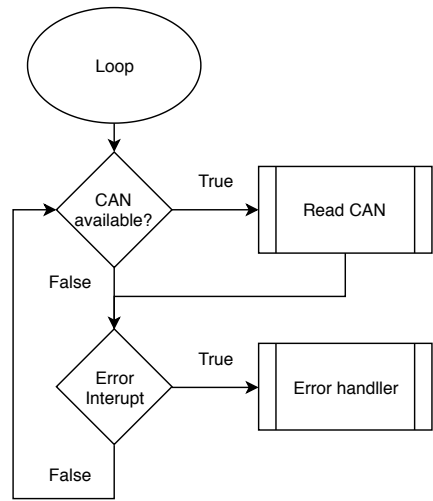 Loop
CAN
available?
True
Read CAN
False
Error
Interupt
True
Error handller
False